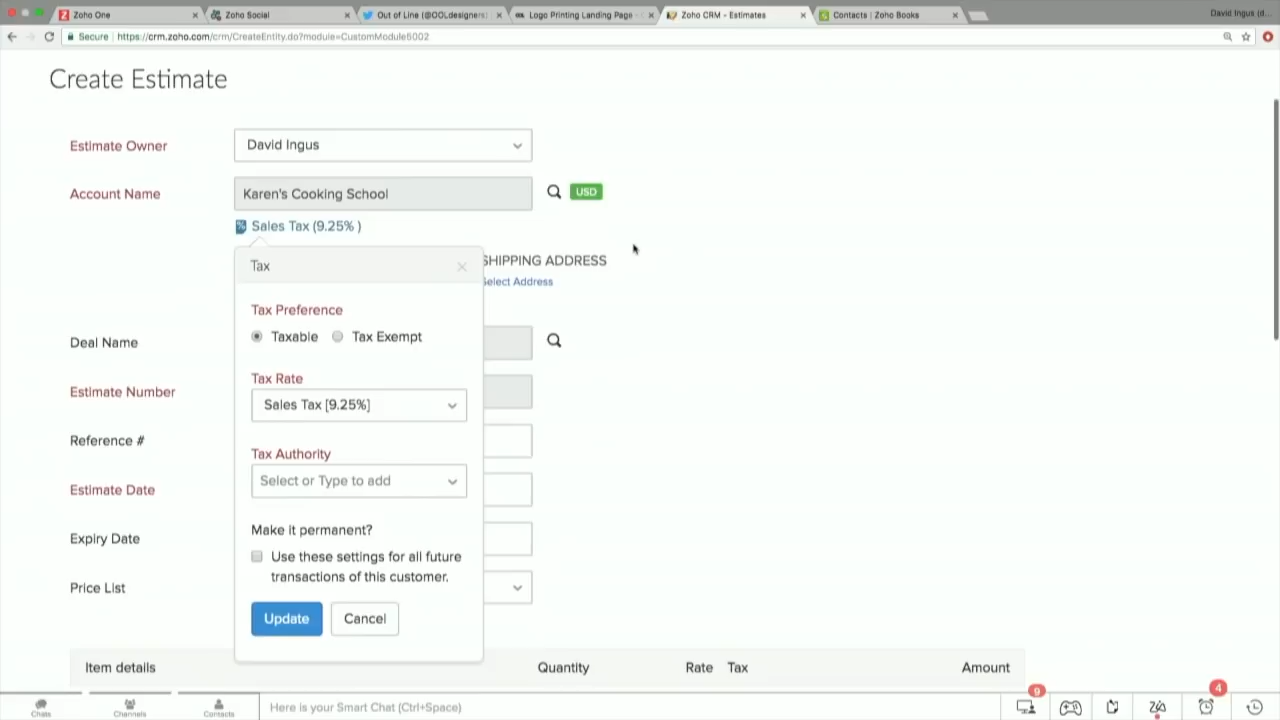 Zoho One
Zoho Social
Out of Line (@OOLdesigners)
Logo Printing Landing Page -
Zoho CRM - Estimates
Contacts | Zoho Books
David Ingus (d...
Secure https://crm.zoho.com/crm/CreateEntity.do?module=CustomModule5002
Create Estimate
Estimate Owner
David Ingus
Account Name
Karen's Cooking School
USD
% Sales Tax (9.25% )
Tax
SHIPPING ADDRESS
Select Address
Tax Preference
Taxable
Tax Exempt
Deal Name
Tax Rate
Sales Tax [9.25%]
Estimate Number
Reference #
Tax Authority
Select or Type to add
Estimate Date
Make it permanent?
Expiry Date
Use these settings for all future
transactions of this customer.
Price List
Update
Cancel
Item details
Quantity
Rate
Tax
Amount
Chats
Channels
Contacts
Here is your Smart Chat (Ctrl+Space)
9
4